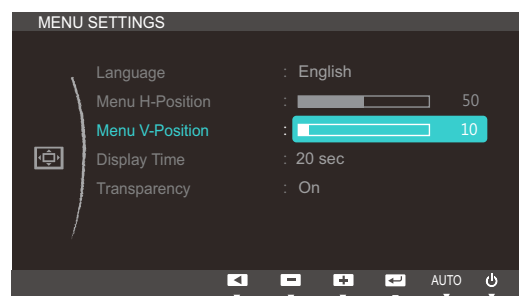 MENU SETTINGS
Language : English
Menu H-Position : 50
Menu V-Position : 10
Display Time : 20 sec
Transparency : On
AUTO